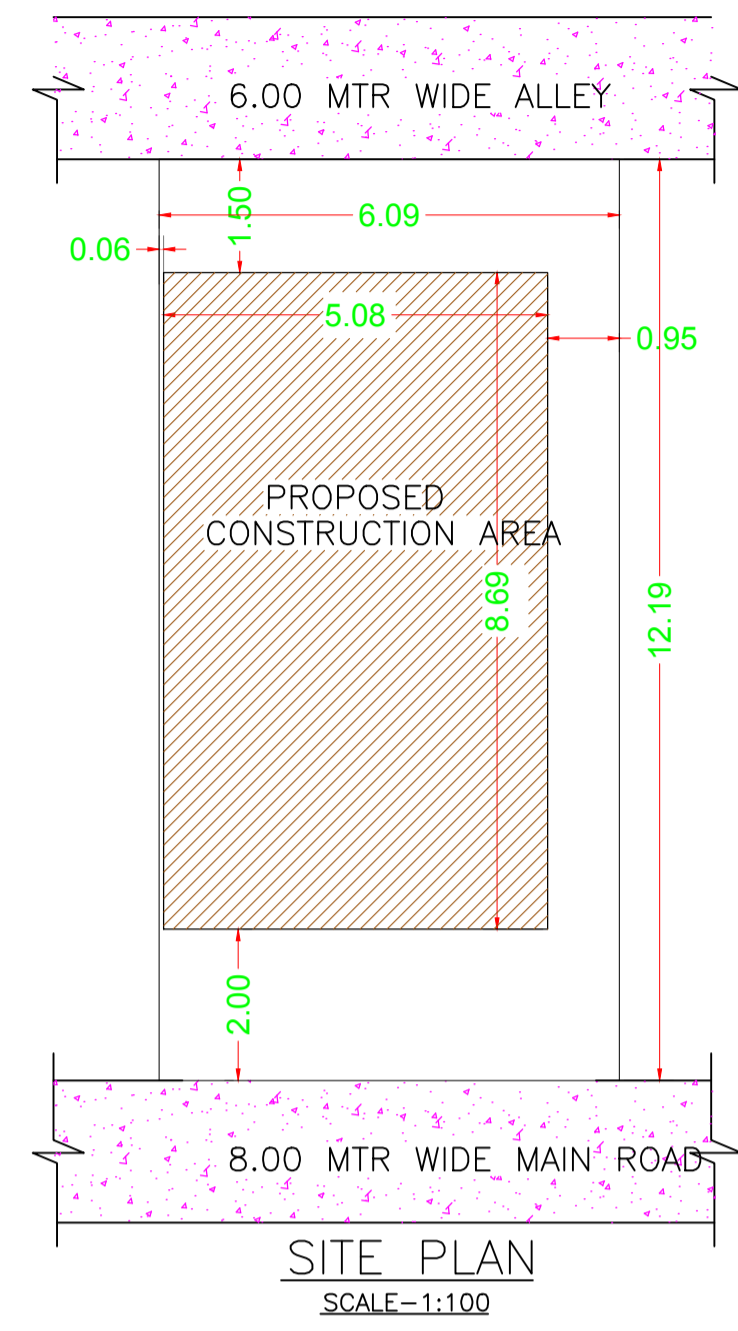 6.00 MTR WIDE ALLEY
1.50
6.09
0.06
5.08
0.95
PROPOSED
CONSTRUCTION AREA
8.69
12.19
2.00
8.00 MTR WIDE MAIN ROAD
SITE PLAN
SCALE-1:100